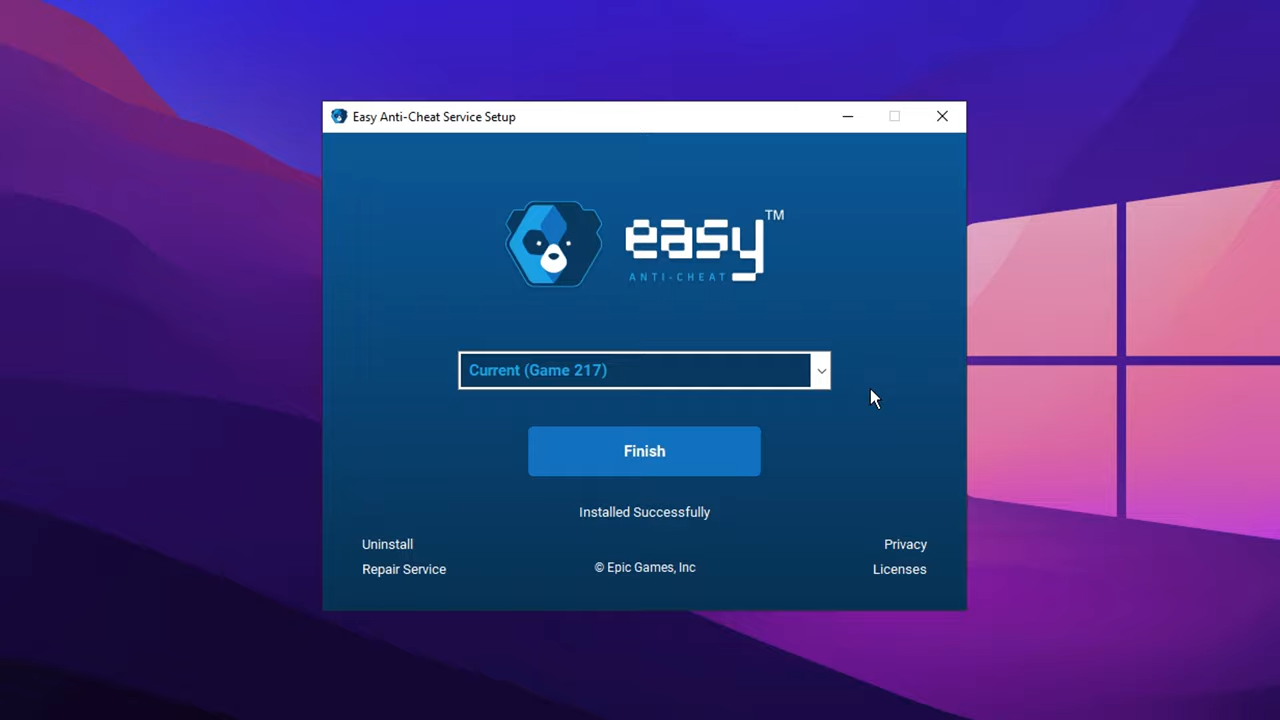 Easy Anti-Cheat Service Setup
easy™
ANTI-CHEAT
Current (Game 217)
Finish
Installed Successfully
Uninstall
Privacy
Repair Service
© Epic Games, Inc
Licenses